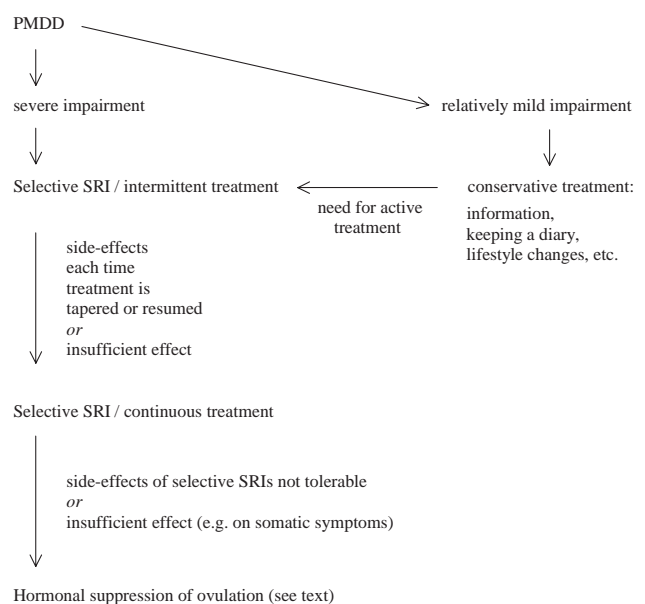 PMDD
severe impairment
relatively mild impairment
Selective SRI / intermittent treatment
need for active
treatment
conservative treatment:
information,
keeping a diary,
lifestyle changes, etc.
side-effects
each time
treatment is
tapered or resumed
or
insufficient effect
Selective SRI / continuous treatment
side-effects of selective SRIs not tolerable
or
insufficient effect (e.g. on somatic symptoms)
Hormonal suppression of ovulation (see text)